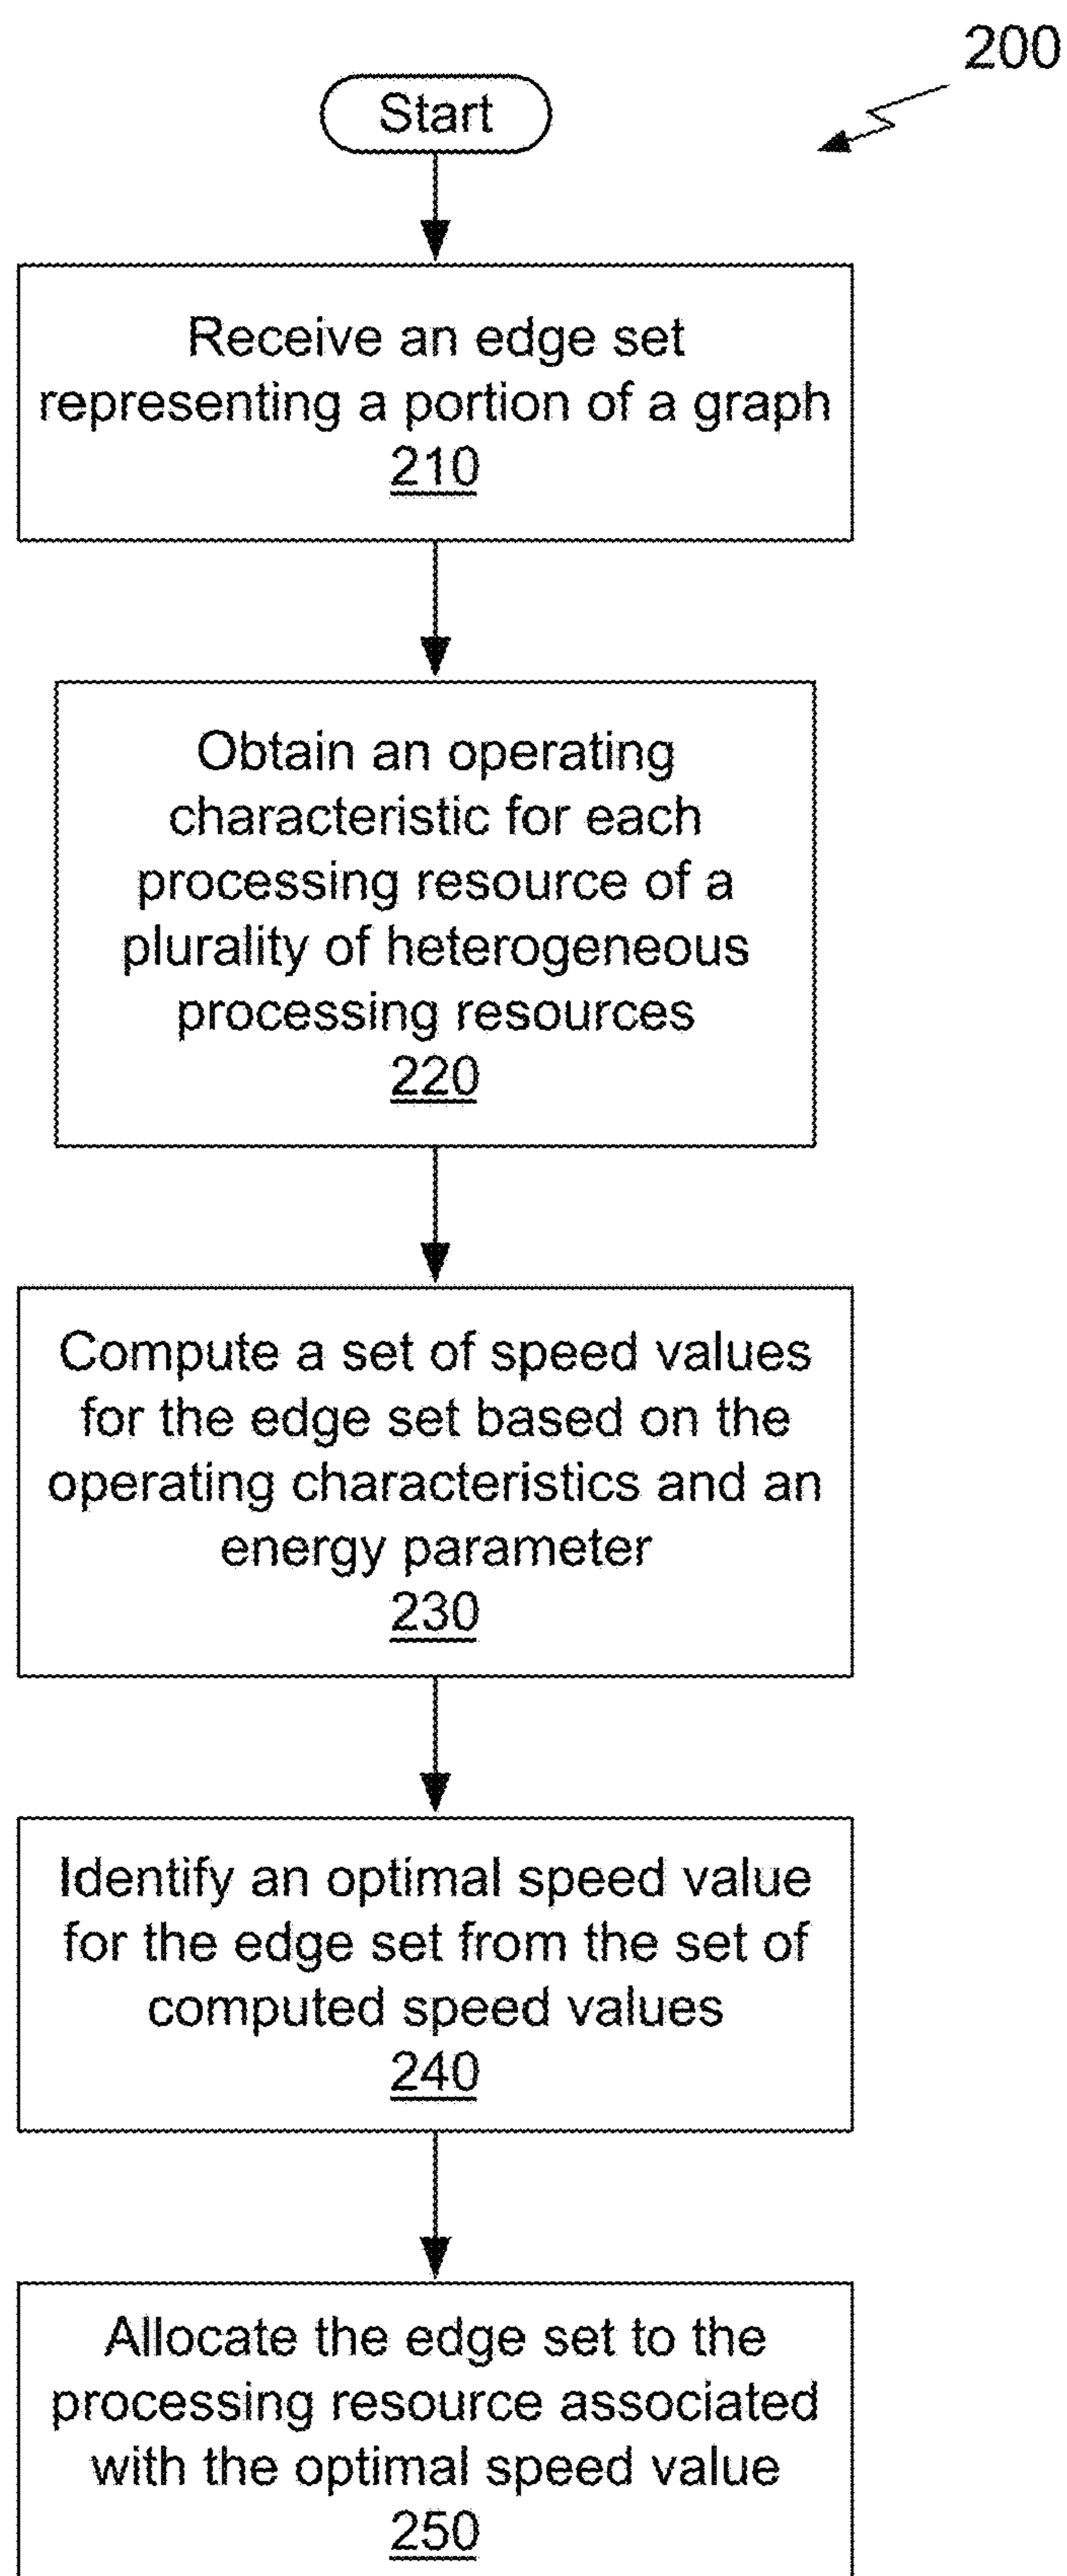 200
Start
Receive an edge set
representing a portion of a graph
210
Obtain an operating
characteristic for each
processing resource of a
plurality of heterogeneous
processing resources
220
Compute a set of speed values
for the edge set based on the
operating characteristics and an
energy parameter
230
Identify an optimal speed value
for the edge set from the set of
computed speed values
240
Allocate the edge set to the
processing resource associated
with the optimal speed value
250